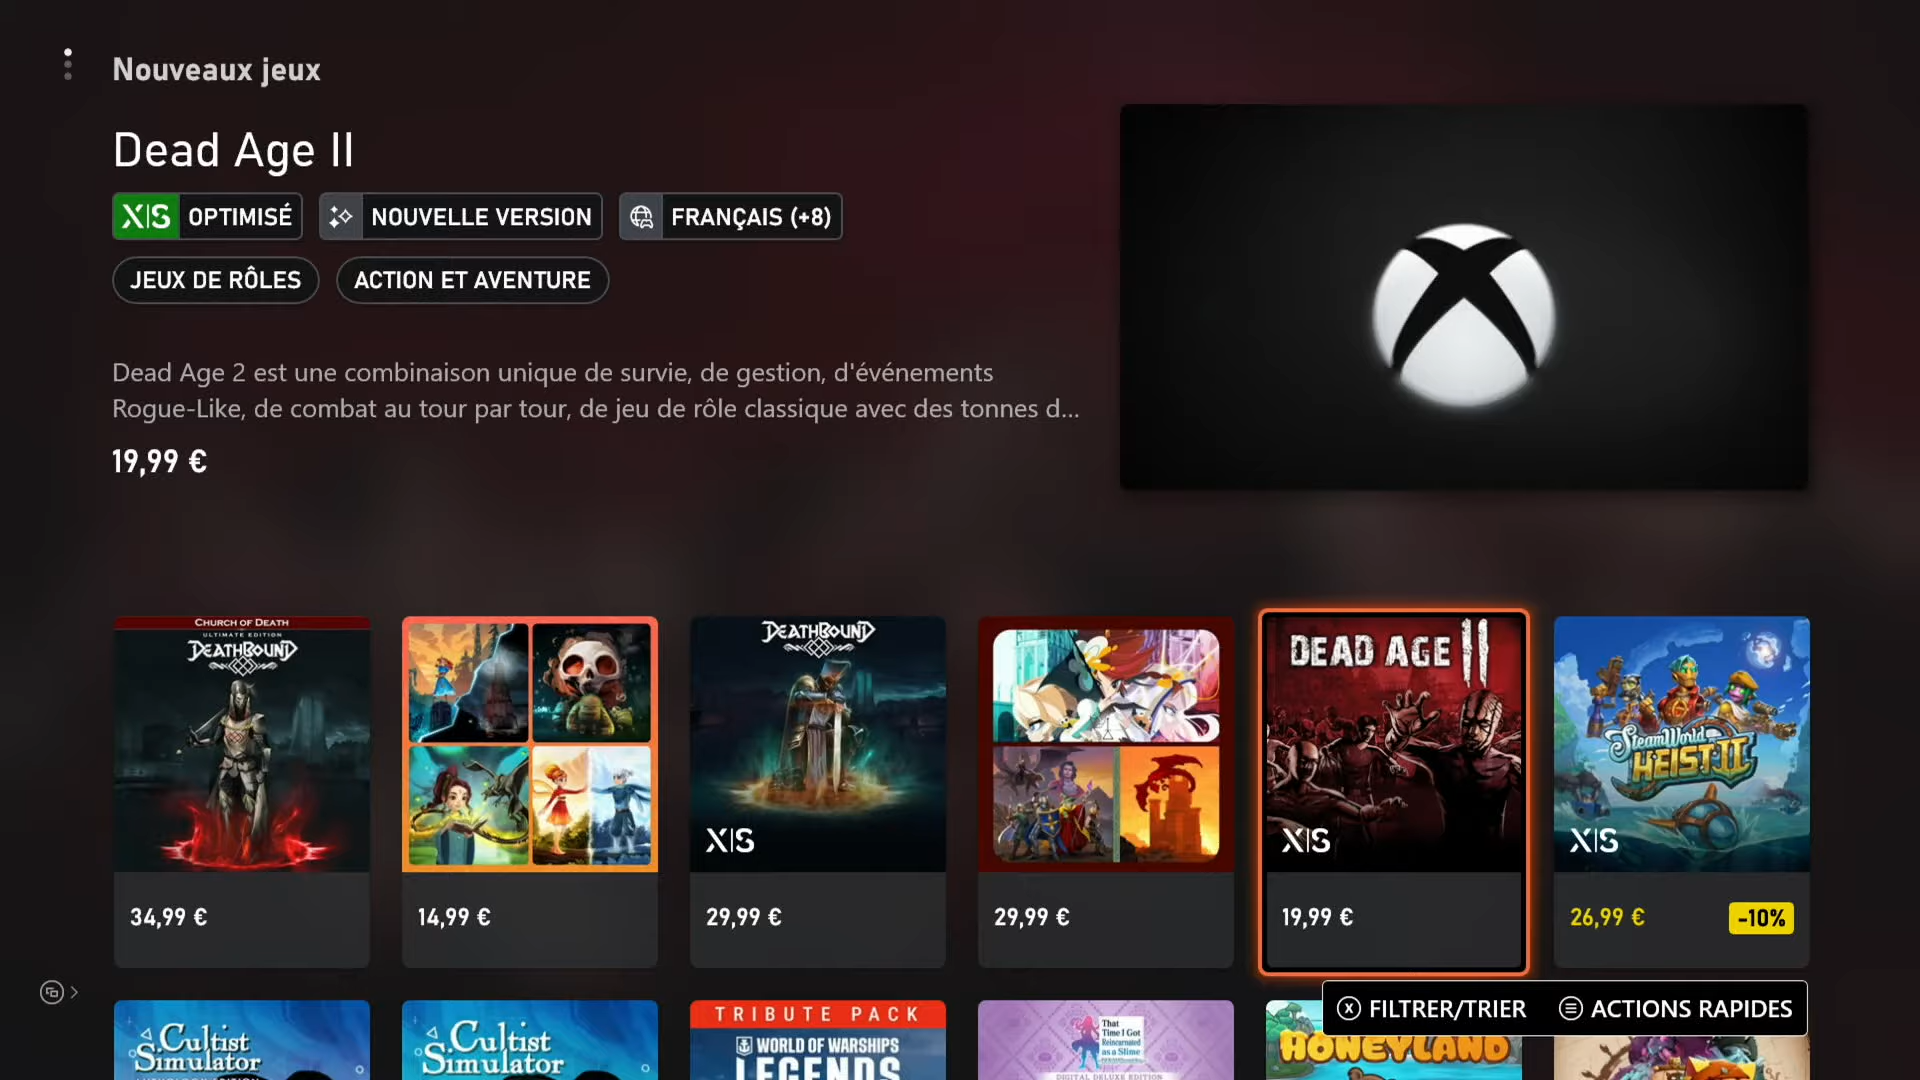 Nouveaux jeux
Dead Age II
X|S OPTIMISÉ
NOUVELLE VERSION
FRANÇAIS (+8)
JEUX DE RÔLES
ACTION ET AVENTURE
Dead Age 2 est une combinaison unique de survie, de gestion, d'événements
Rogue-Like, de combat au tour par tour, de jeu de rôle classique avec des tonnes d...
19,99 €
CHURCH OF DEATH
ULTIMATE EDITION
DEATHBOUND
34,99 €
14,99 €
DEATHBOUND
X|S
29,99 €
29,99 €
DEAD AGE II
X|S
19,99 €
SteamWorld
HEIST II
X|S
26,99 €
-10%
Cultist
Simulator
Cultist
Simulator
TRIBUTE PACK
WORLD OF WARSHIPS
LEGENDS
That
Time I Got
Reincarnated
as a Slime
DIGITAL DELUXE EDITION
HONEYLAND
FILTRER/TRIER
ACTIONS RAPIDES